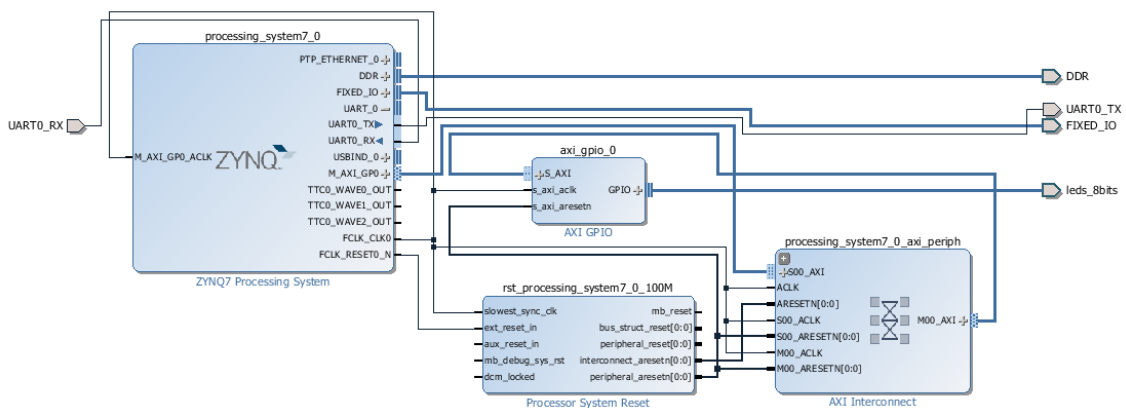 processing_system7_0
PTP_ETHERNET_0
DDR
FIXED_IO
UART_0
UART0_TX
UART0_RX
USBIND_0
M_AXI_GP0
TTC0_WAVE0_OUT
TTC0_WAVE1_OUT
TTC0_WAVE2_OUT
FCLK_CLK0
FCLK_RESET0_N
M_AXI_GP0_ACLK
ZYNQ
ZYNQ7 Processing System
UART0_RX
DDR
UART0_TX
FIXED_IO
axi_gpio_0
S_AXI
s_axi_aclk
s_axi_aresetn
GPIO
AXI GPIO
leds_8bits
rst_processing_system7_0_100M
slowest_sync_clk
ext_reset_in
aux_reset_in
mb_debug_sys_rst
dcm_locked
mb_reset
bus_struct_reset[0:0]
peripheral_reset[0:0]
interconnect_aresetn[0:0]
peripheral_aresetn[0:0]
Processor System Reset
processing_system7_0_axi_periph
S00_AXI
ACLK
ARESETN[0:0]
S00_ACLK
S00_ARESETN[0:0]
M00_ACLK
M00_ARESETN[0:0]
M00_AXI
AXI Interconnect